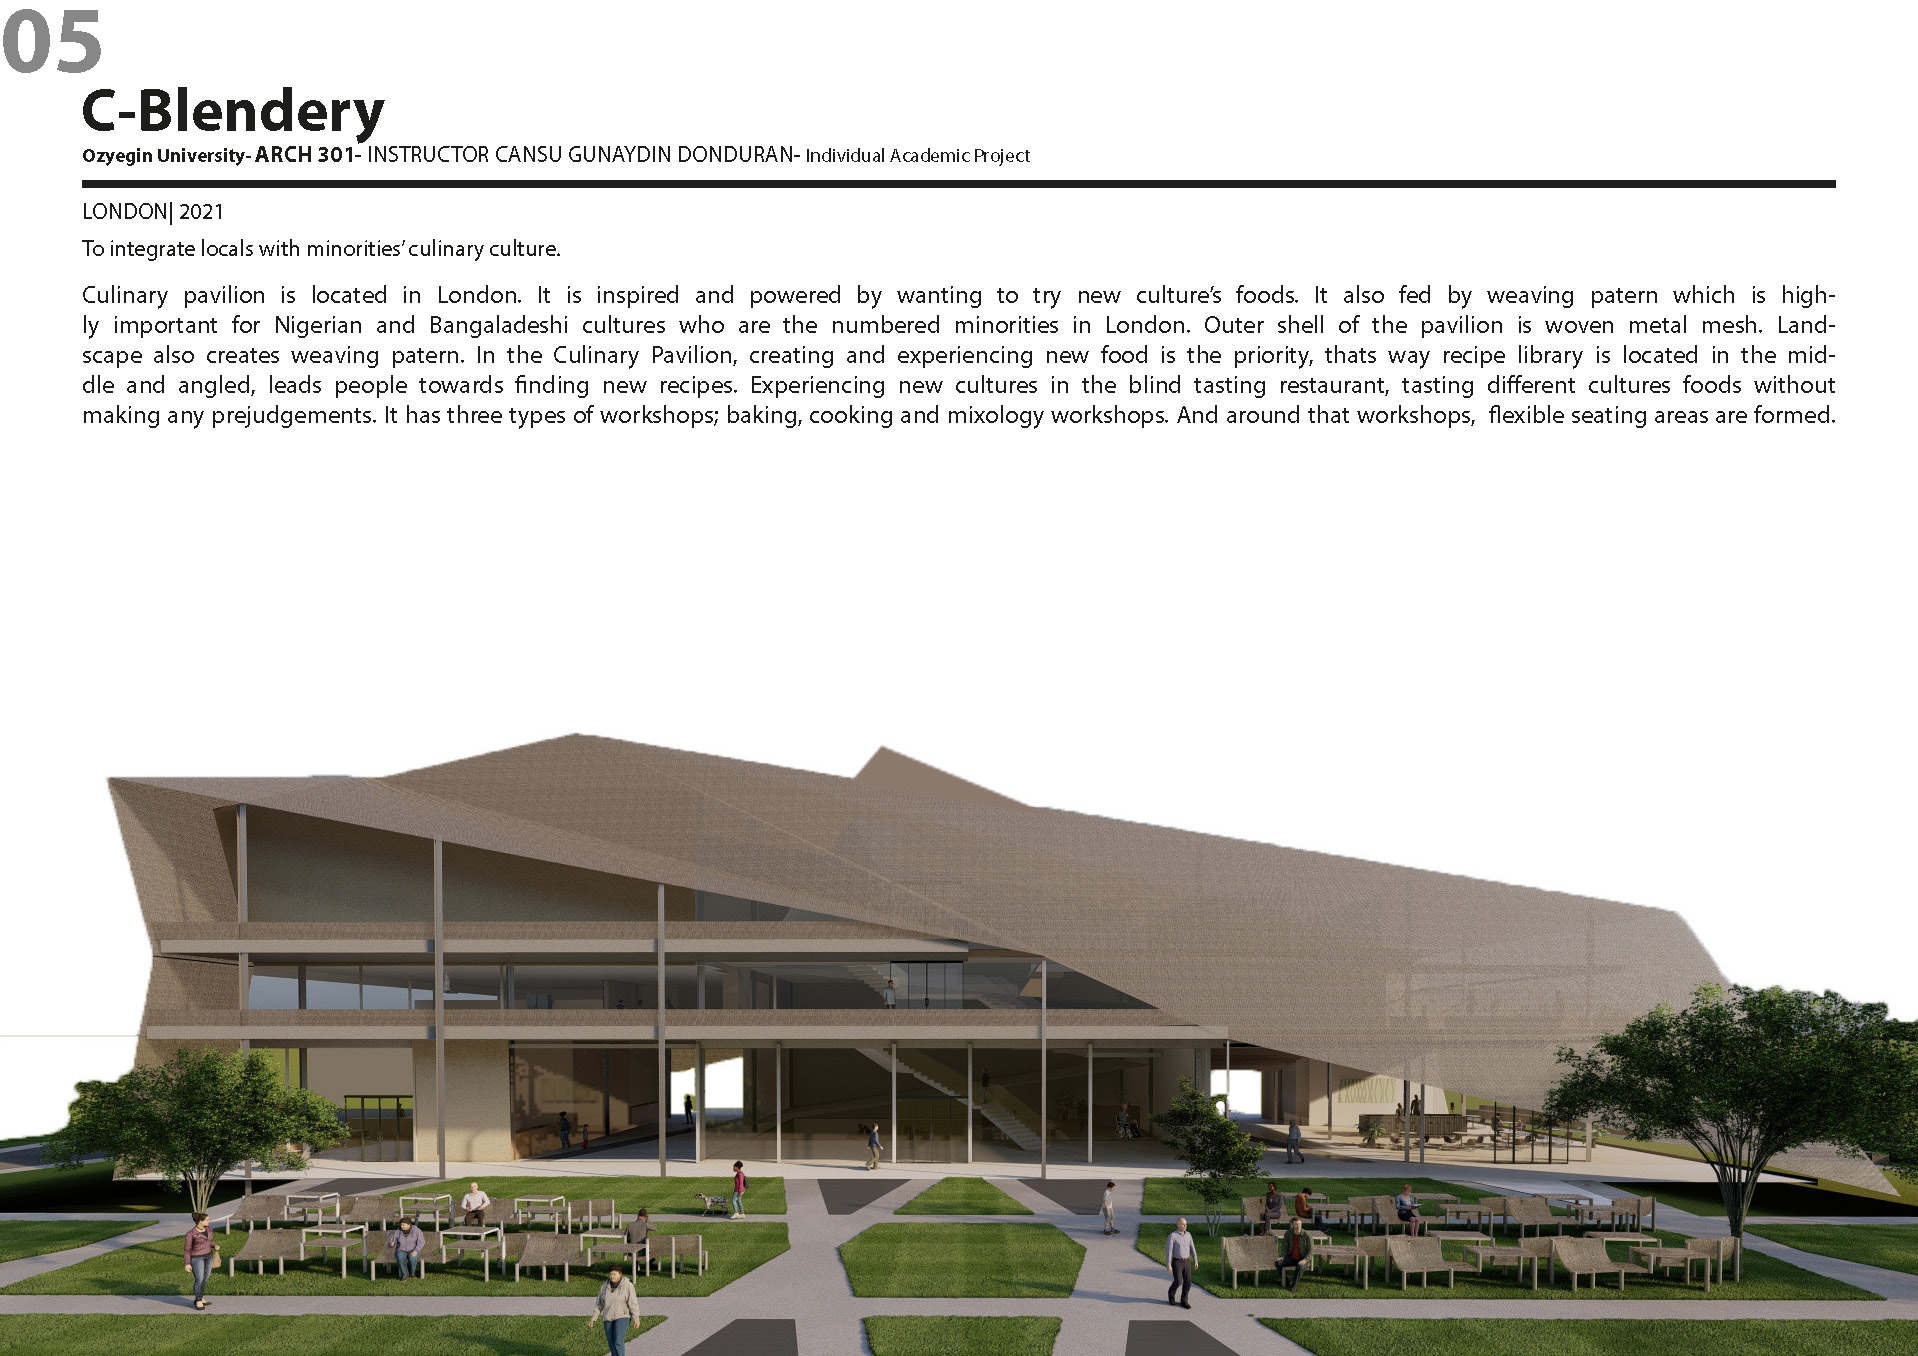 05
C-Blendery
Ozyegin University- ARCH 301- INSTRUCTOR CANSU GUNAYDIN DONDURAN- Individual Academic Project
LONDON| 2021
To integrate locals with minorities’ culinary culture.
Culinary pavilion is located in London. It is inspired and powered by wanting to try new culture’s foods. It also fed by weaving patern which is high-
ly important for Nigerian and Bangaladeshi cultures who are the numbered minorities in London. Outer shell of the pavilion is woven metal mesh. Land-
scape also creates weaving patern. In the Culinary Pavilion, creating and experiencing new food is the priority, thats way recipe library is located in the mid-
dle and angled, leads people towards finding new recipes. Experiencing new cultures in the blind tasting restaurant, tasting different cultures foods without
making any prejudgements. It has three types of workshops; baking, cooking and mixology workshops. And around that workshops, flexible seating areas are formed.